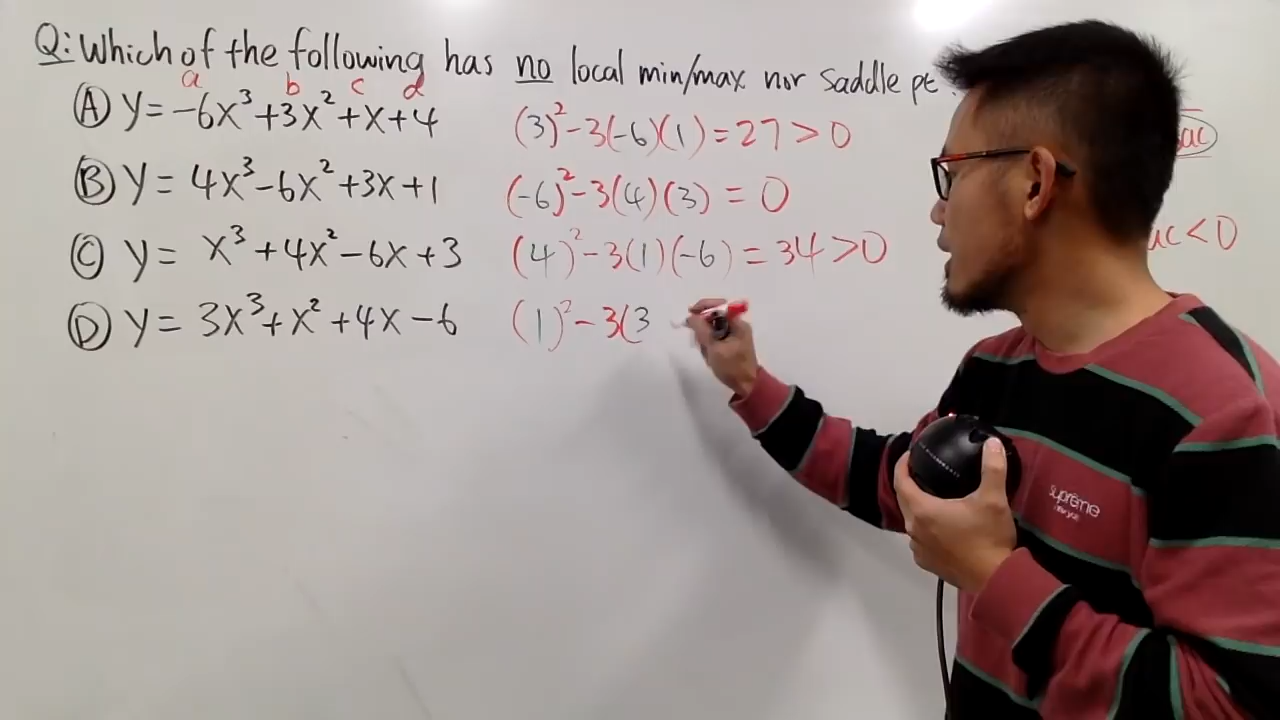 Q: Which of the following has no local min/max nor saddle pt.
a b c d
(A) y = -6x³ + 3x² + x + 4 (3)² - 3(-6)(1) = 27 > 0
(B) y = 4x³ - 6x² + 3x + 1 (-6)² - 3(4)(3) = 0
(C) y = x³ + 4x² - 6x + 3 (4)² - 3(1)(-6) = 34 > 0
(D) y = 3x³ + x² + 4x - 6 (1)² - 3(3
ac
ac < 0
supreme
new york